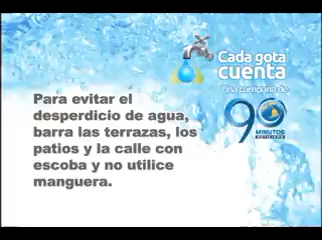 Cada gota
cuenta
Una campaña de
90
MINUTOS
NOTICIERO
Para evitar el
desperdicio de agua,
barra las terrazas, los
patios y la calle con
escoba y no utilice
manguera.